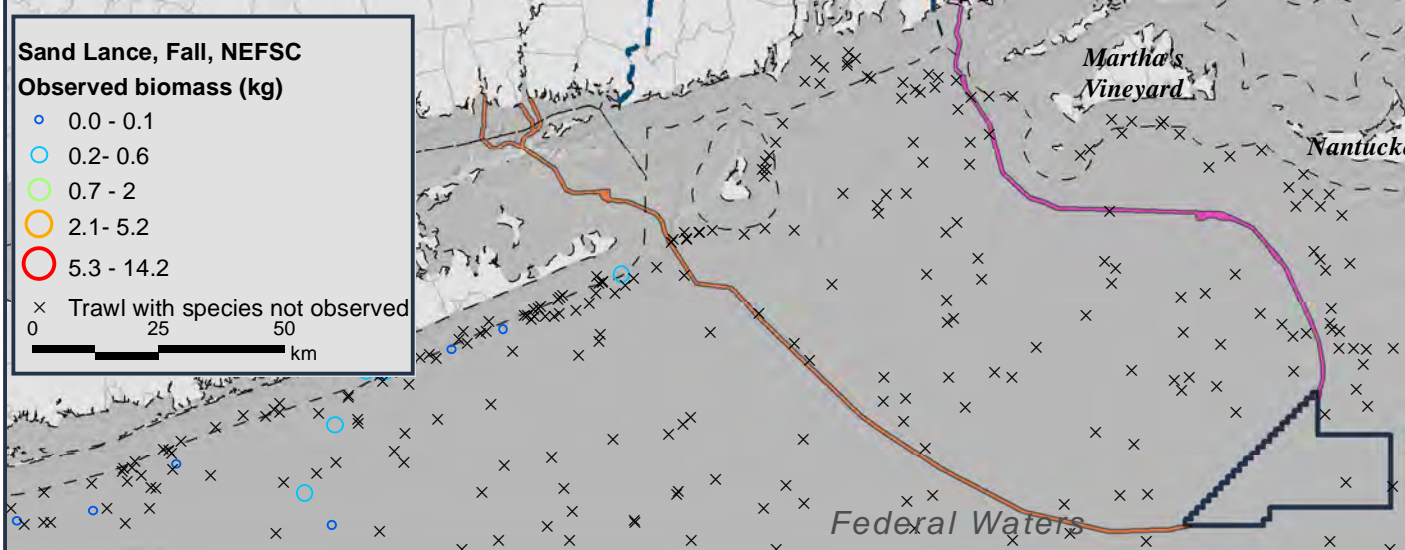 Sand Lance, Fall, NEFSC
Observed biomass (kg)
0.0 - 0.1
0.2- 0.6
0.7 - 2
2.1- 5.2
5.3 - 14.2
Trawl with species not observed
0 25 50
km
Martha's
Vineyard
Nantucke
Federal Waters